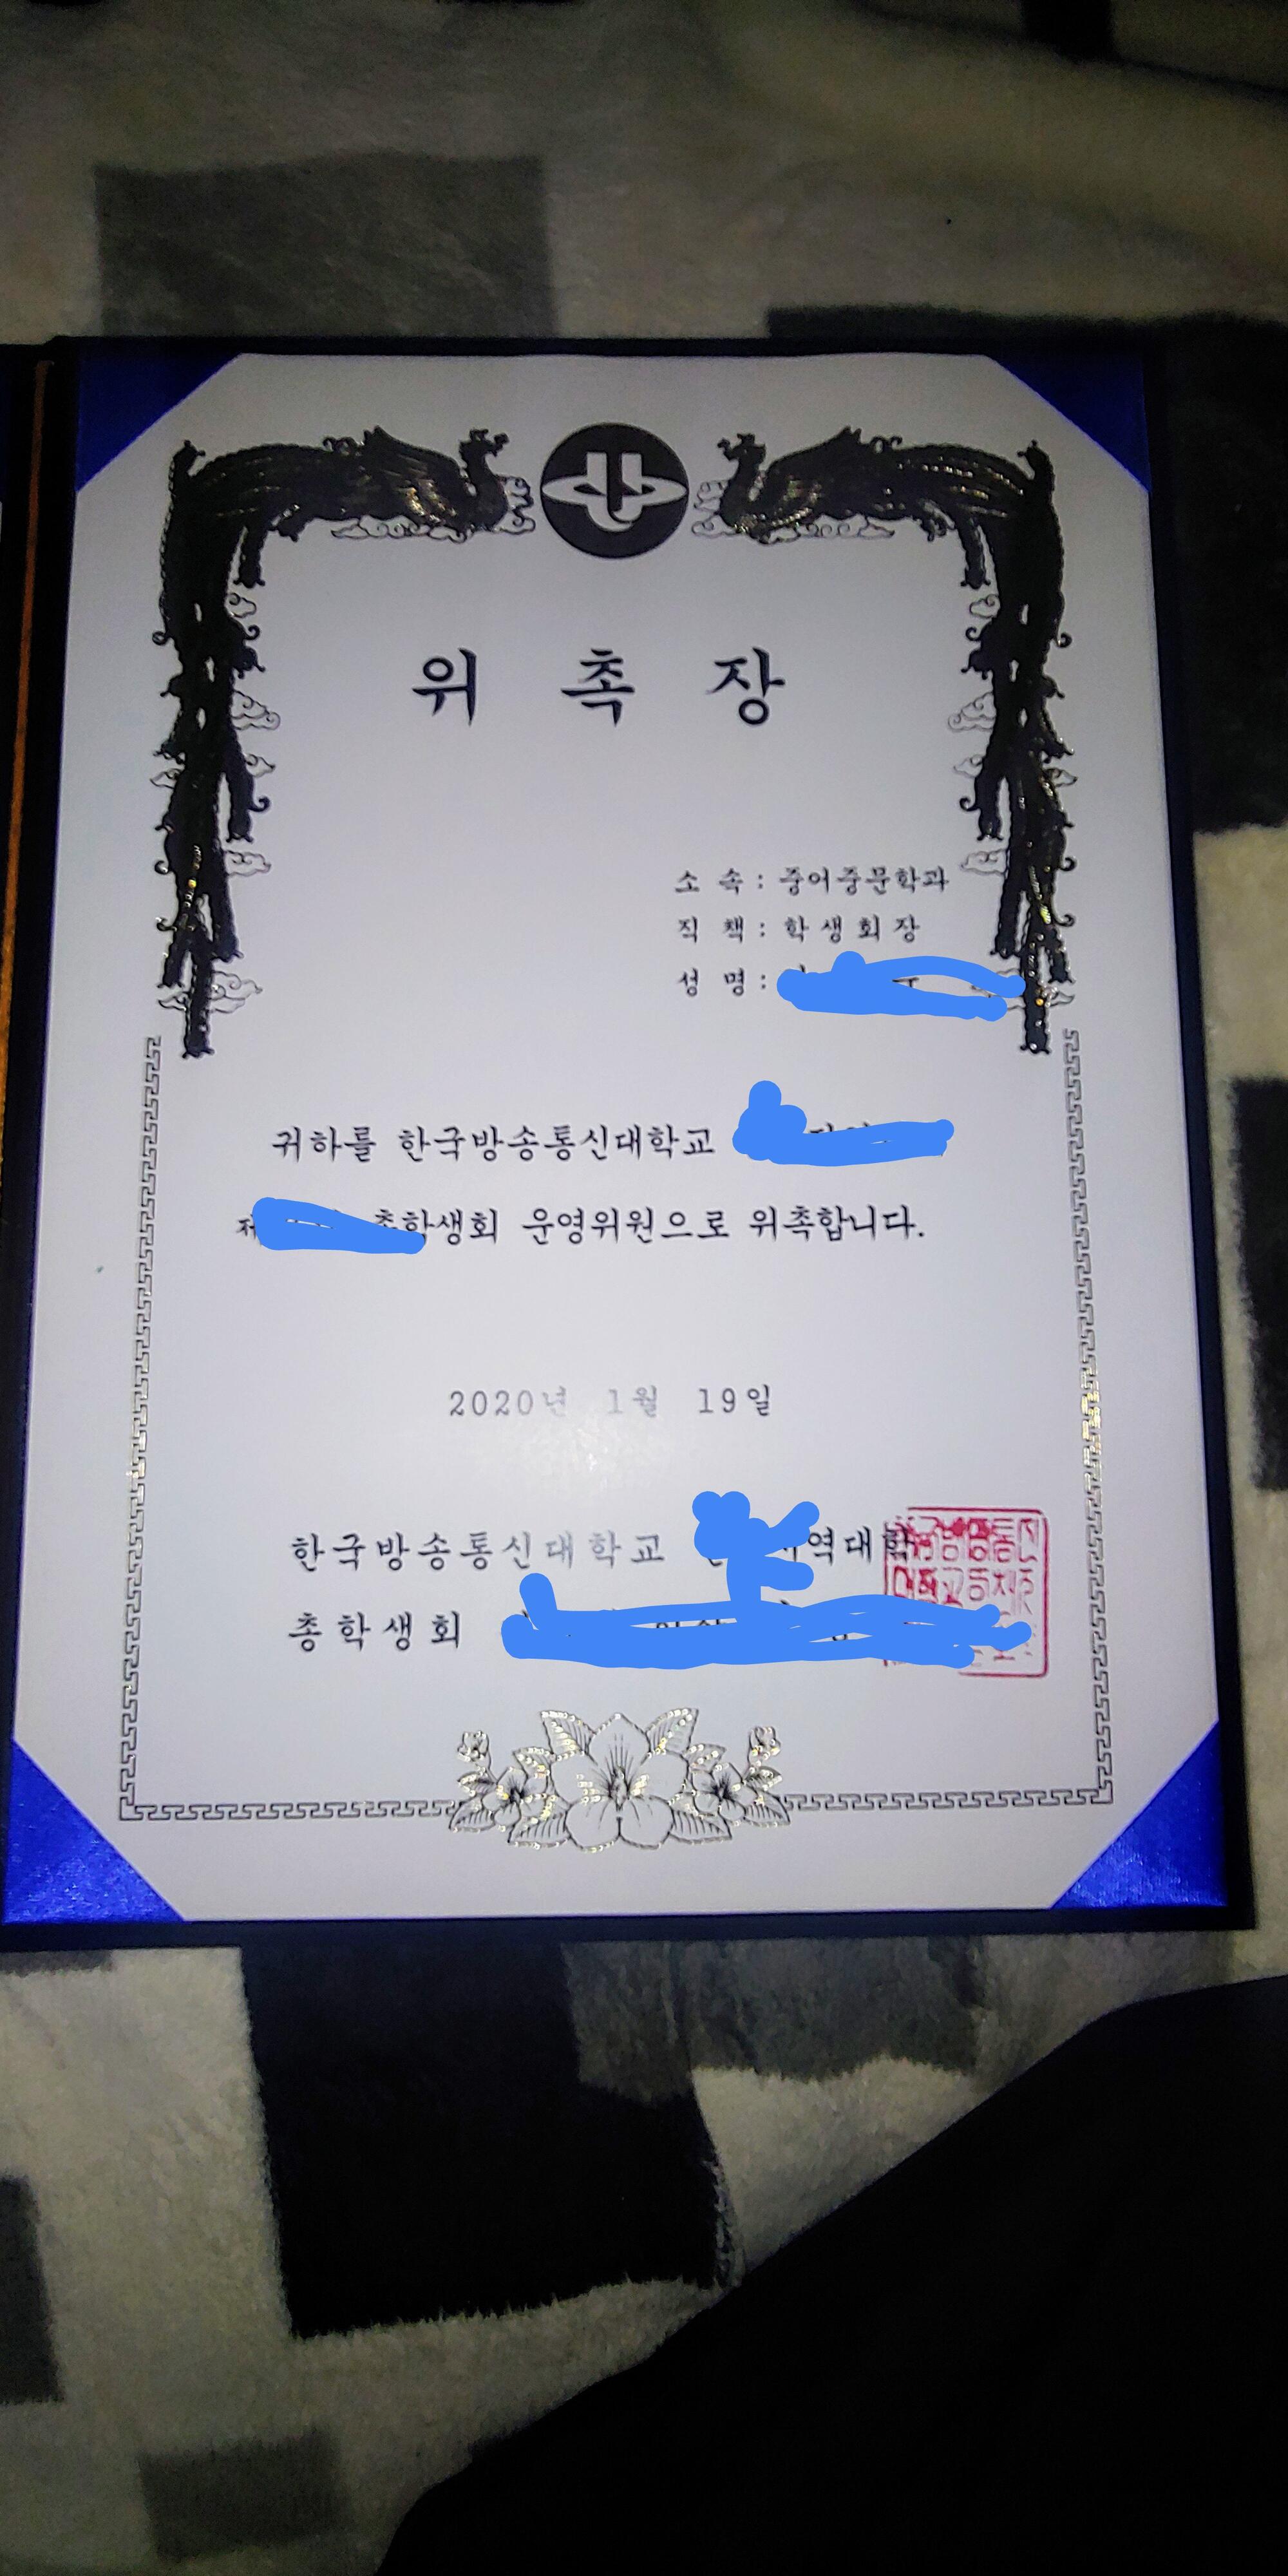 위 촉 장
소 속 : 중어중문학과
직 책 : 학 생 회 장
성 명 :
귀하를 한국방송통신대학교
총학생회 운영위원으로 위촉합니다.
2020년 1월 19일
한국방송통신대학교
총학생회